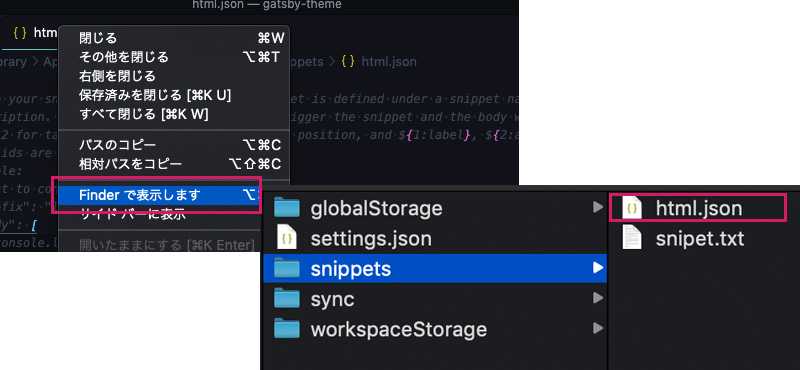 html.json — gatsby-theme
{ } htm
閉じる ⌘W
その他を閉じる ⌥⌘T
右側を閉じる
保存済みを閉じる [⌘K U]
すべて閉じる [⌘K W]
パスのコピー ⌥⌘C
相対パスをコピー ⌥⇧⌘C
Finder で表示します ⌥
サイド バーに表示
開いたままにする [⌘K Enter]
brary > Ap
ppets > { } html.json
your sn
et is defined under a snippet na
ription.
igger the snippet and the body w
2 for ta
position, and ${1:label}, ${2:a
ids are
le:
t to co
fix": "
dy": [
console.l
globalStorage
settings.json
snippets
sync
workspaceStorage
html.json
snipet.txt